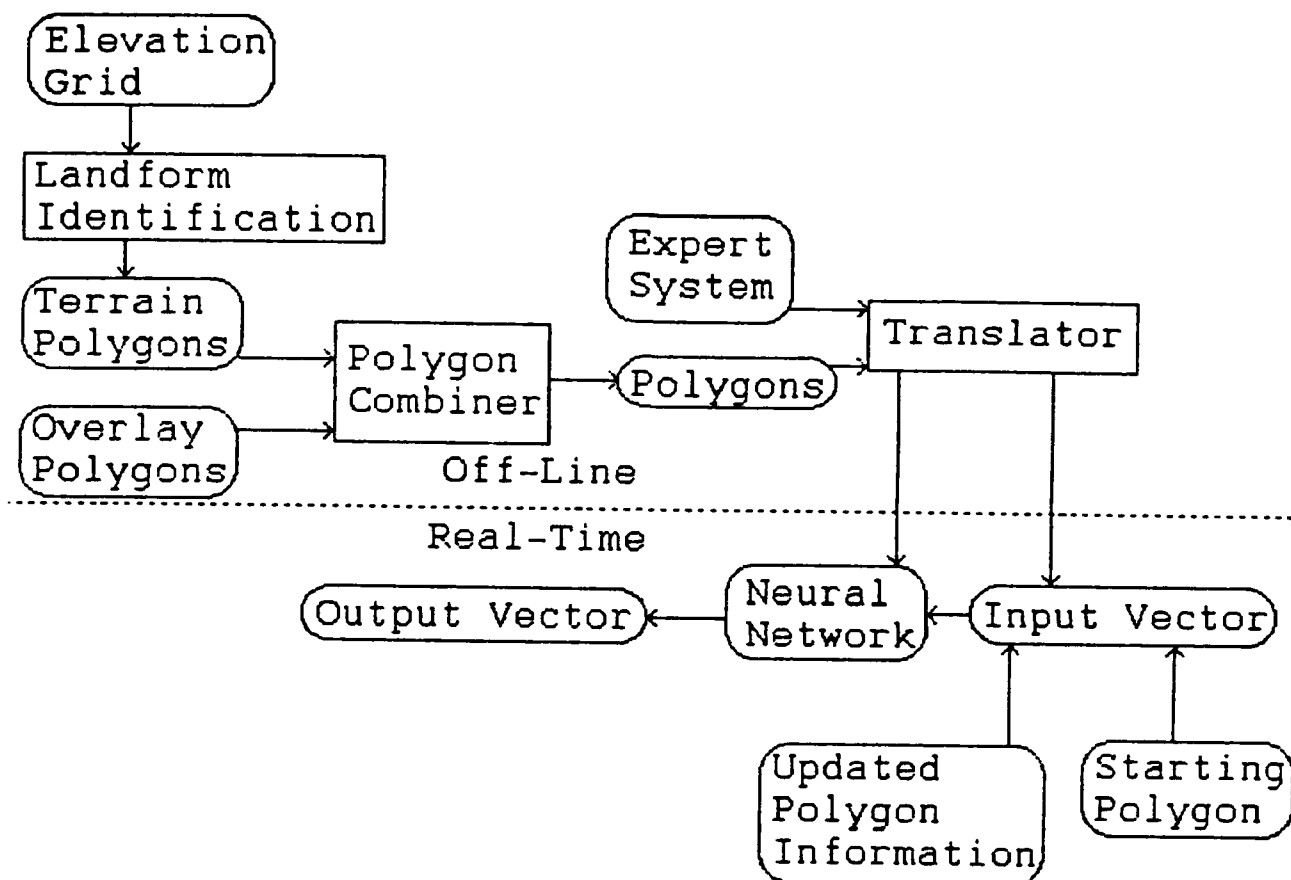 Elevation
Grid
Landform
Identification
Terrain
Polygons
Overlay
Polygons
Polygon
Combiner
Expert
System
Polygons
Translator
Off-Line
Real-Time
Output Vector
Neural
Network
Input Vector
Updated
Polygon
Information
Starting
Polygon